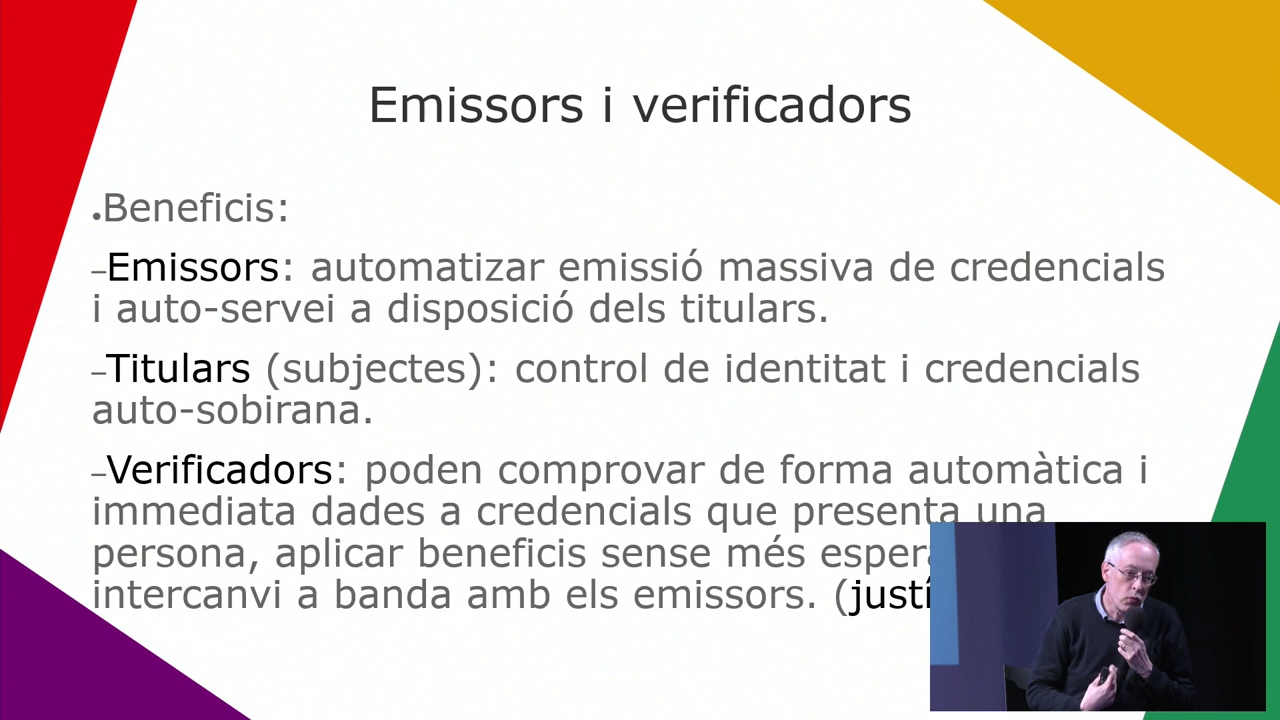 Emissors i verificadors
•Beneficis:
–Emissors: automatizar emissió massiva de credencials
i auto-servei a disposició dels titulars.
–Titulars (subjectes): control de identitat i credencials
auto-sobirana.
–Verificadors: poden comprovar de forma automàtica i
immediata dades a credencials que presenta una
persona, aplicar beneficis sense més
intercanvi a banda amb els emissors.